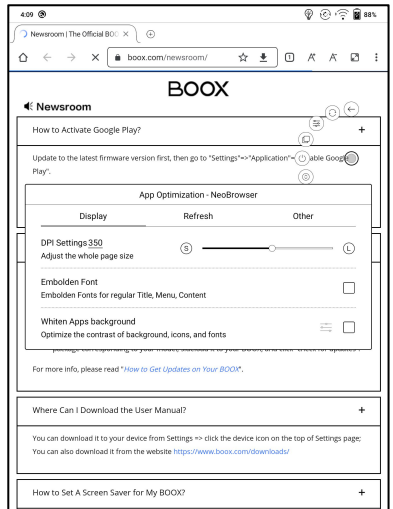 4:09
88%
Newsroom | The Official BOO
boox.com/newsroom/
BOOX
Newsroom
How to Activate Google Play?
Update to the latest firmware version first, then go to "Settings"=>"Application"= able Google
Play".
App Optimization - NeoBrowser
Display Refresh Other
DPI Settings 350
Adjust the whole page size
S L
Embolden Font
Embolden Fonts for regular Title, Menu, Content
Whiten Apps background
Optimize the contrast of background, icons, and fonts
For more info, please read "How to Get Updates on Your BOOX".
Where Can I Download the User Manual?
You can download it to your device from Settings => click the device icon on the top of Settings page;
You can also download it from the website https://www.boox.com/downloads/
How to Set A Screen Saver for My BOOX?